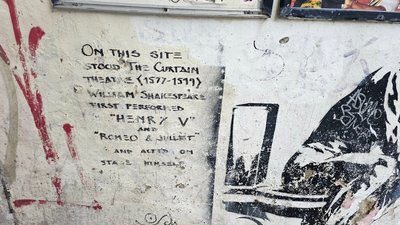 ON THIS SITE
STOOD THE CURTAIN
THEATRE (1577-1599)
WILLIAM SHAKESPEARE
FIRST PERFORMED
"HENRY V"
AND
"ROMEO & JULIET"
AND ACTED ON
STAGE HIMSELF